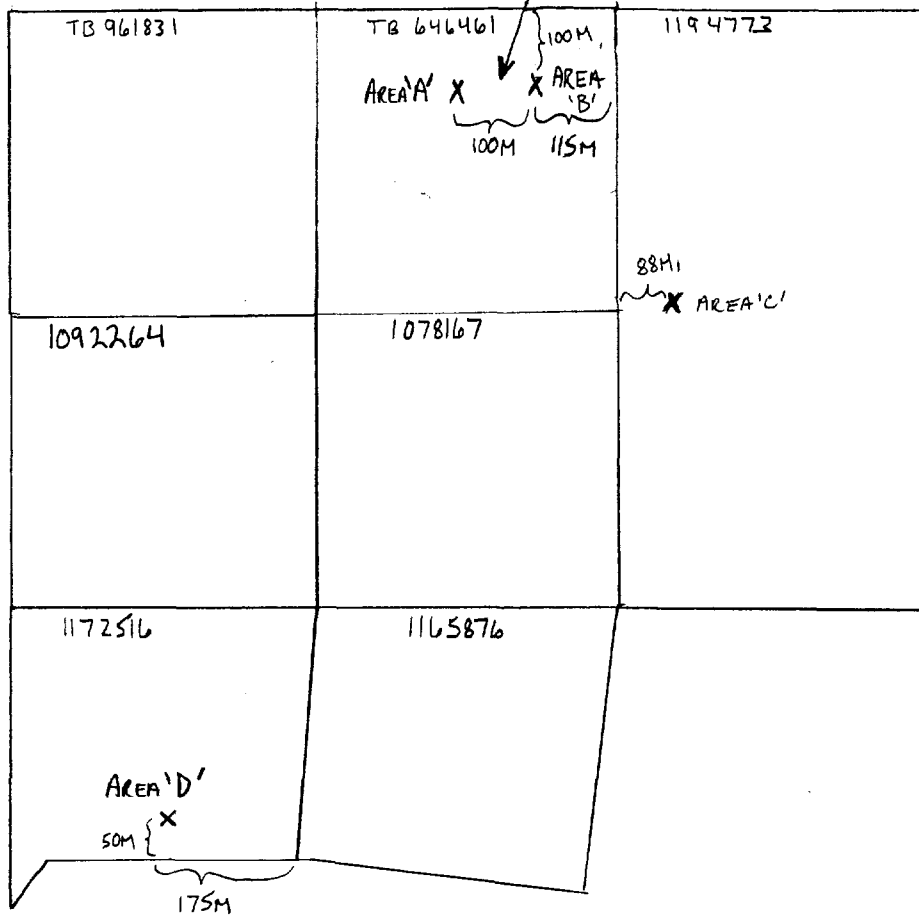 TB 961831
TB 646461
1194773
100M.
AREA'A' X
X AREA
'B'
100M
115M
88M.
X AREA'C'
1092264
1078167
1172516
1165876
AREA'D'
X
50M
175M